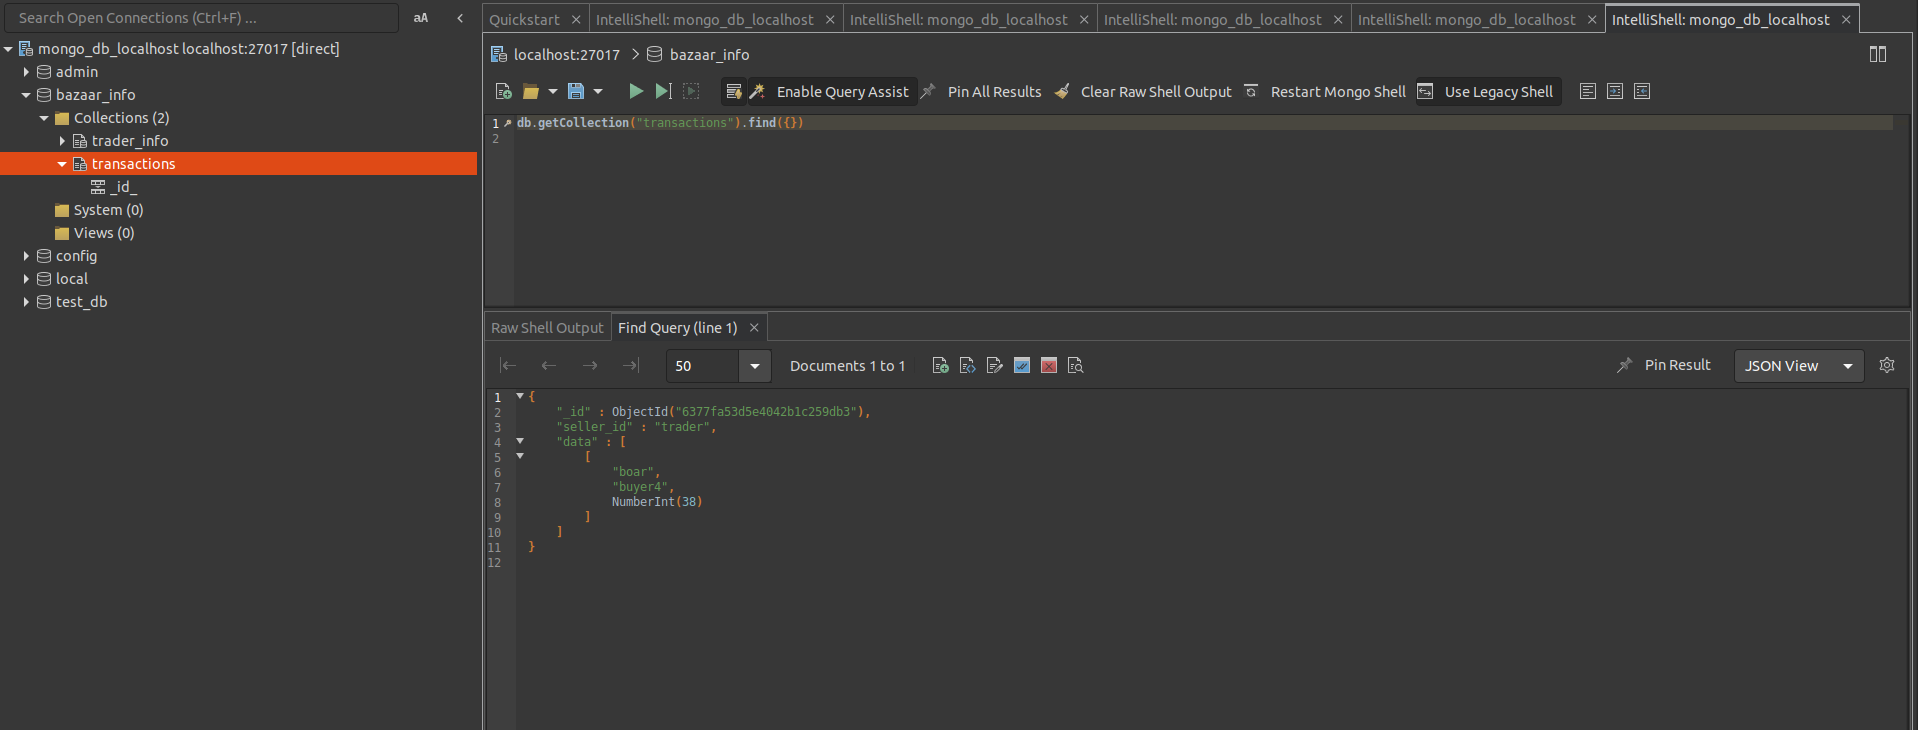 Search Open Connections (Ctrl+F) ... aA
mongo_db_localhost localhost:27017 [direct]
admin
bazaar_info
Collections (2)
trader_info
transactions
_id_
System (0)
Views (0)
config
local
test_db
Quickstart IntelliShell: mongo_db_localhost IntelliShell: mongo_db_localhost IntelliShell: mongo_db_localhost IntelliShell: mongo_db_localhost IntelliShell: mongo_db_localhost
localhost:27017 > bazaar_info
Enable Query Assist Pin All Results Clear Raw Shell Output Restart Mongo Shell Use Legacy Shell
1 db.getCollection("transactions").find({})
2
Raw Shell Output Find Query (line 1)
50 Documents 1 to 1 Pin Result JSON View
1 {
2 "_id" : ObjectId("6377fa53d5e4042b1c259db3"),
3 "seller_id" : "trader",
4 "data" : [
5 [
6 "boar",
7 "buyer4",
8 NumberInt(38)
9 ]
10 ]
11 }
12